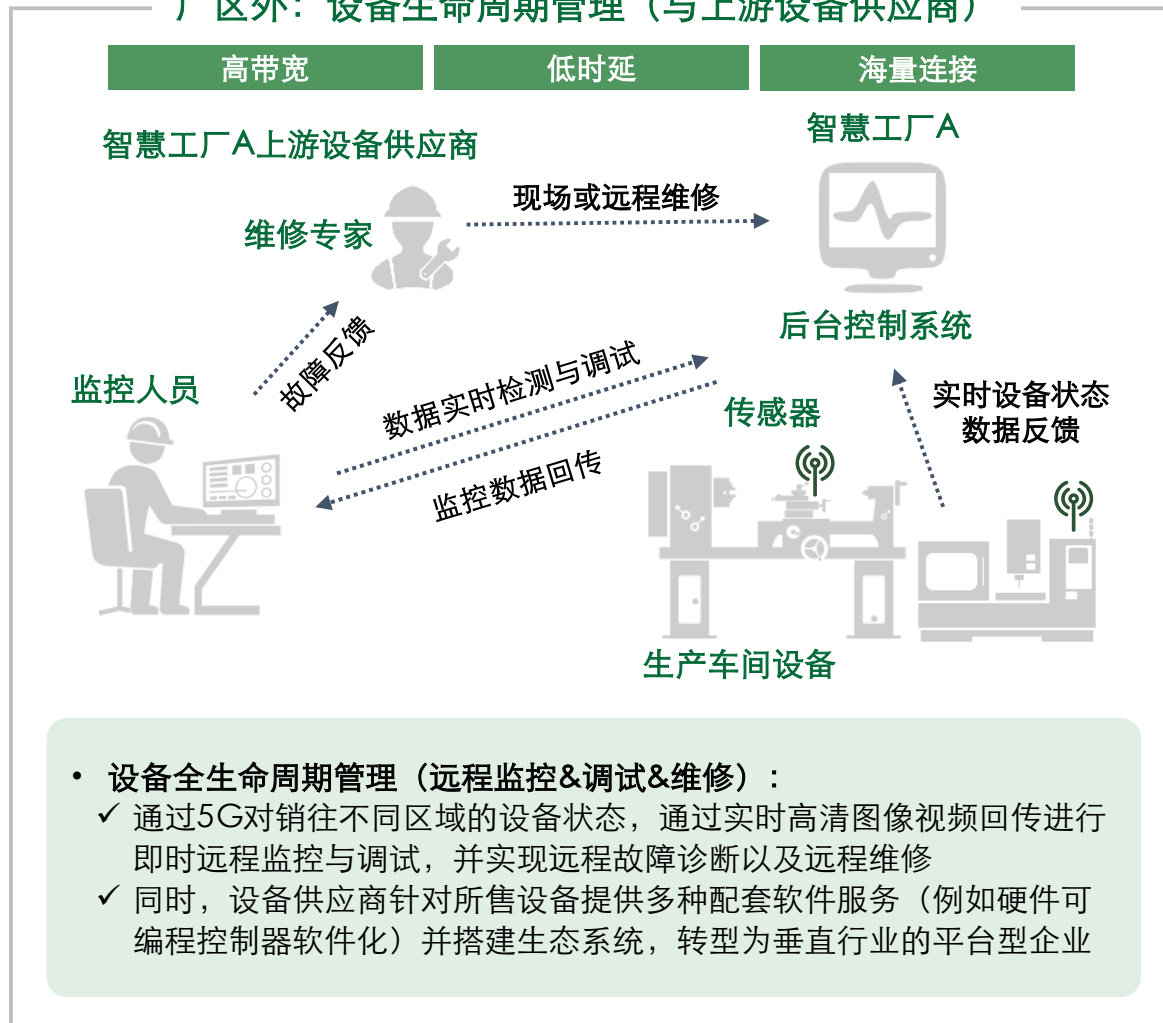 厂区外：设备生命周期管理（与上游设备供应商）
高带宽
低时延
海量连接
智慧工厂A上游设备供应商
智慧工厂A
维修专家
现场或远程维修
后台控制系统
故障反馈
监控人员
数据实时检测与调试
监控数据回传
传感器
实时设备状态
数据反馈
生产车间设备
• 设备全生命周期管理（远程监控&调试&维修）：
✓ 通过5G对销往不同区域的设备状态，通过实时高清图像视频回传进行
即时远程监控与调试，并实现远程故障诊断以及远程维修
✓ 同时，设备供应商针对所售设备提供多种配套软件服务（例如硬件可
编程控制器软件化）并搭建生态系统，转型为垂直行业的平台型企业